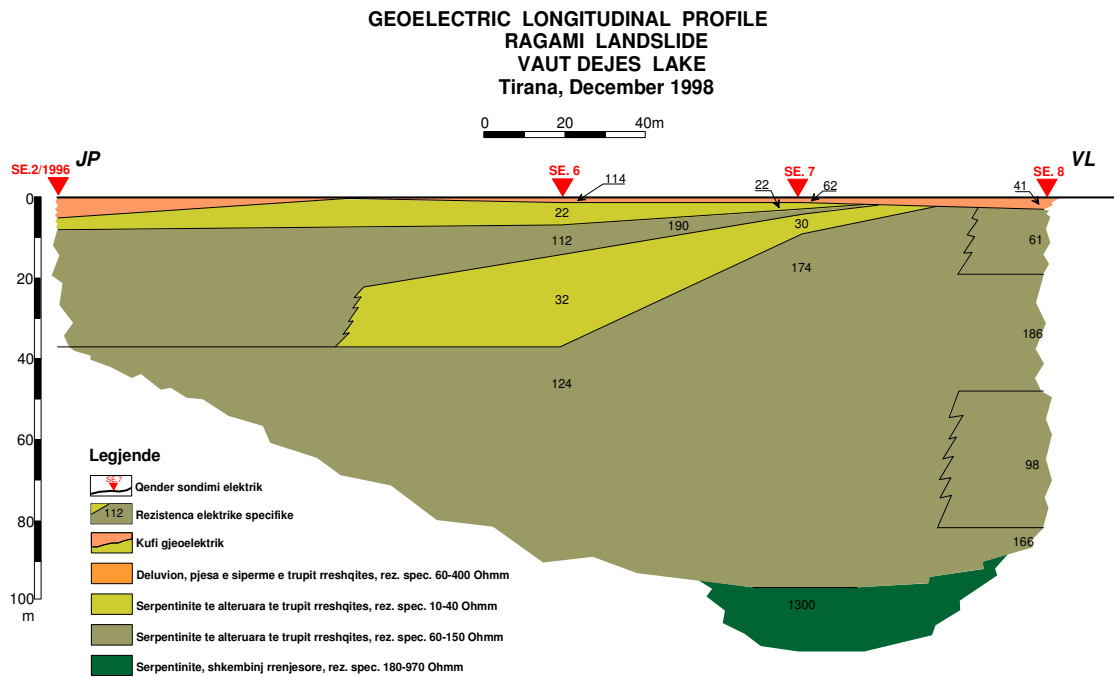 GEOELECTRIC LONGITUDINAL PROFILE
RAGAMI LANDSLIDE
VAUT DEJES LAKE
Tirana, December 1998
0 20 40m
JP VL
SE.2/1996 SE. 6 SE. 7 SE. 8
114 22 62 41
0
22
190 30 61
112
174
20
32
186
40
124
60
98
80
166
100
m
1300
Legjende
SE.7 Qender sondimi elektrik
112 Rezistenca elektrike specifike
Kufi gjeoelektrik
Deluvion, pjesa e siperme e trupit rreshqites, rez. spec. 60-400 Ohmm
Serpentinite te alteruara te trupit rreshqites, rez. spec. 10-40 Ohmm
Serpentinite te alteruara te trupit rreshqites, rez. spec. 60-150 Ohmm
Serpentinite, shkembinj rrenjesore, rez. spec. 180-970 Ohmm